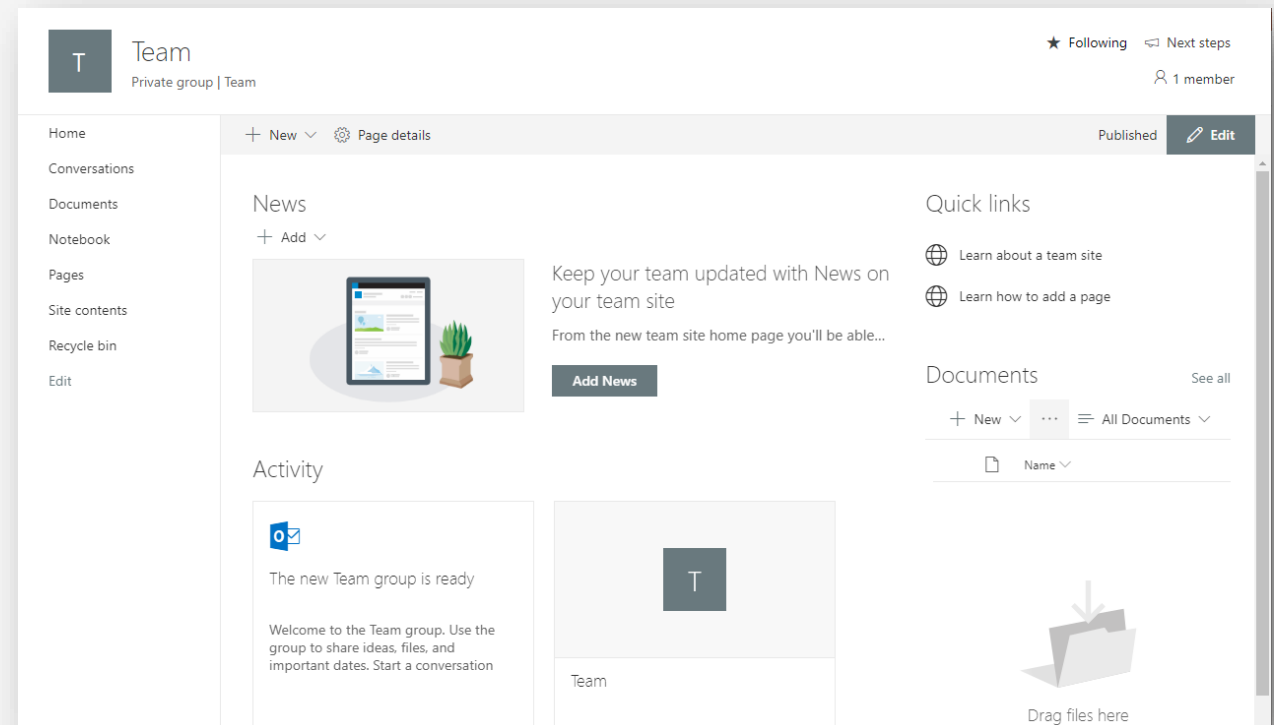 T
Team
Private group | Team
Following
Next steps
1 member
Home
Conversations
Documents
Notebook
Pages
Site contents
Recycle bin
Edit
New
Page details
Published
Edit
News
Add
Keep your team updated with News on
your team site
From the new team site home page you'll be able...
Add News
Quick links
Learn about a team site
Learn how to add a page
Documents
See all
New
...
All Documents
Name
Drag files here
Activity
The new Team group is ready
Welcome to the Team group. Use the
group to share ideas, files, and
important dates. Start a conversation
T
Team